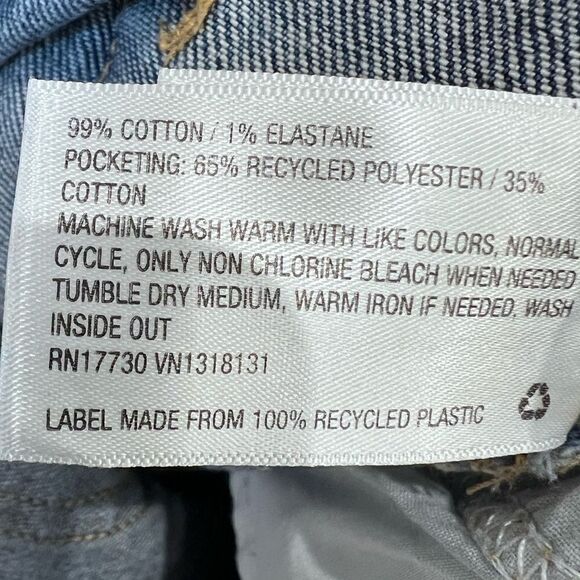 99% COTTON / 1% ELASTANE
POCKETING: 65% RECYCLED POLYESTER / 35%
COTTON
MACHINE WASH WARM WITH LIKE COLORS, NORMAL
CYCLE, ONLY NON CHLORINE BLEACH WHEN NEEDED
TUMBLE DRY MEDIUM, WARM IRON IF NEEDED, WASH
INSIDE OUT
RN17730 VN1318131
LABEL MADE FROM 100% RECYCLED PLASTIC